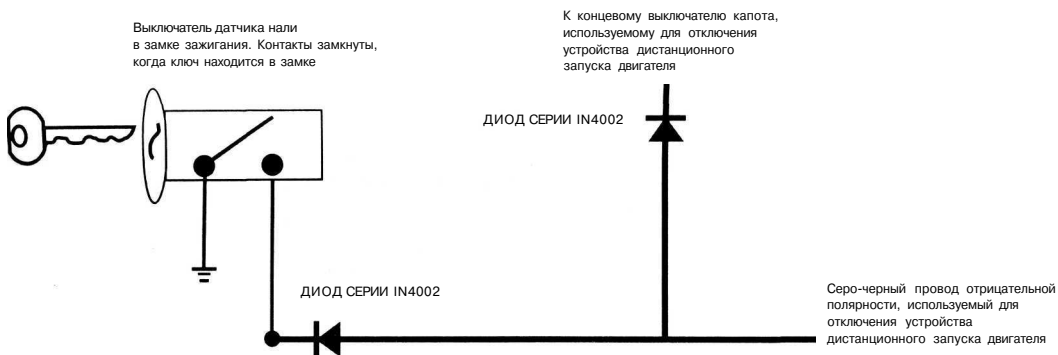 Выключатель датчика нали
в замке зажигания. Контакты замкнуты,
когда ключ находится в замке
К концевому выключателю капота,
используемому для отключения
устройства дистанционного
запуска двигателя
ДИОД СЕРИИ IN4002
ДИОД СЕРИИ IN4002
Серо-черный провод отрицательной
полярности, используемый для
отключения устройства
дистанционного запуска двигателя